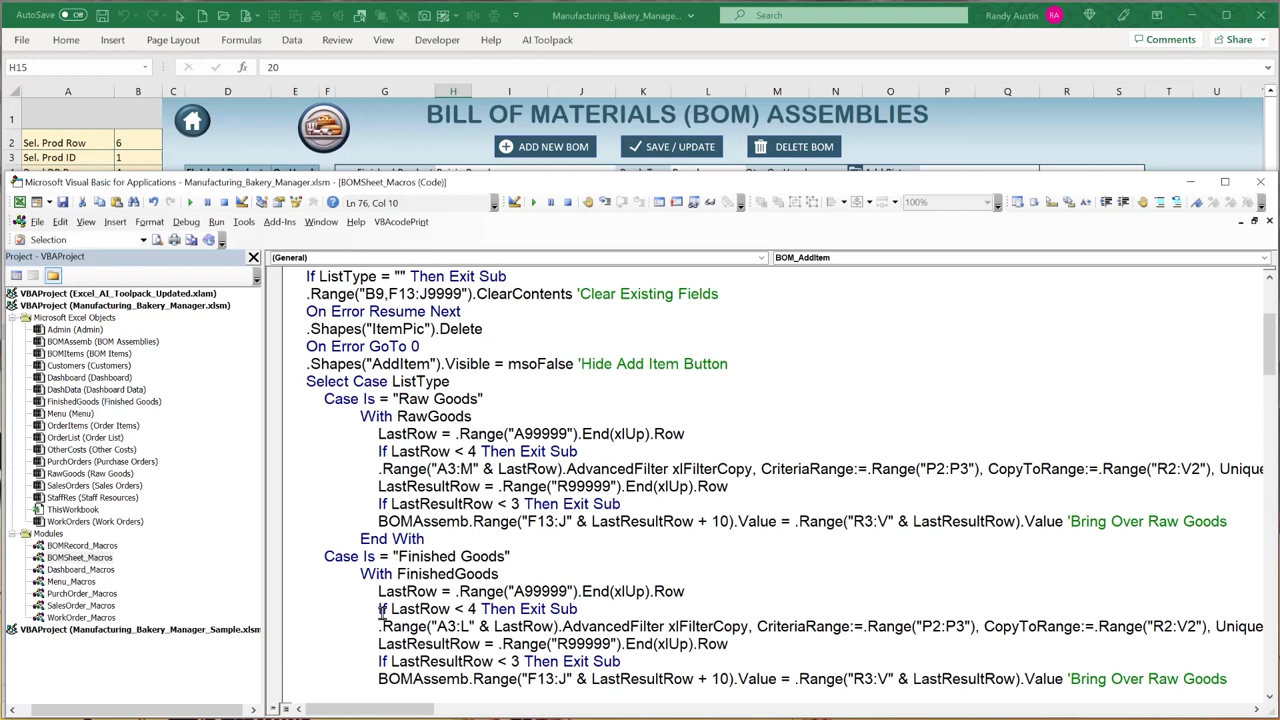 AutoSave On Manufacturing_Bakery_Manage... Search Randy Austin RA
File Home Insert Page Layout Formulas Data Review View Developer Help AI Toolpack Comments Share
H15 fx 20
A B C D E F G H I J K L M N O P Q R S T U
1 BILL OF MATERIALS (BOM) ASSEMBLIES
2 Sel. Prod Row 6 ADD NEW BOM SAVE / UPDATE DELETE BOM
3 Sel. Prod ID 1
Microsoft Visual Basic for Applications - Manufacturing_Bakery_Manager.xlsm - [BOMSheet_Macros (Code)]
Ln 76, Col 10 100%
File Edit View Insert Format Debug Run Tools Add-Ins Window Help VBAcodePrint
Selection
Project - VBAProject
(General) BOM_AddItem
VBAProject (Excel_AI_Toolpack_Updated.xlam)
VBAProject (Manufacturing_Bakery_Manager.xlsm)
Microsoft Excel Objects
Admin (Admin)
BOMAssemb (BOM Assemblies)
BOMItems (BOM Items)
Customers (Customers)
Dashboard (Dashboard)
DashData (Dashboard Data)
FinishedGoods (Finished Goods)
Menu (Menu)
OrderItems (Order Items)
OrderList (Order List)
OtherCosts (Other Costs)
PurchOrders (Purchase Orders)
RawGoods (Raw Goods)
SalesOrders (Sales Orders)
StaffRes (Staff Resources)
ThisWorkbook
WorkOrders (Work Orders)
Modules
BOMRecord_Macros
BOMSheet_Macros
Dashboard_Macros
Menu_Macros
PurchOrder_Macros
SalesOrder_Macros
WorkOrder_Macros
VBAProject (Manufacturing_Bakery_Manager_Sample.xlsm
If ListType = "" Then Exit Sub
.Range("B9,F13:J9999").ClearContents 'Clear Existing Fields
On Error Resume Next
.Shapes("ItemPic").Delete
On Error GoTo 0
.Shapes("AddItem").Visible = msoFalse 'Hide Add Item Button
Select Case ListType
Case Is = "Raw Goods"
With RawGoods
LastRow = .Range("A99999").End(xlUp).Row
If LastRow < 4 Then Exit Sub
.Range("A3:M" & LastRow).AdvancedFilter xlFilterCopy, CriteriaRange:=.Range("P2:P3"), CopyToRange:=.Range("R2:V2"), Unique
LastResultRow = .Range("R99999").End(xlUp).Row
If LastResultRow < 3 Then Exit Sub
BOMAssemb.Range("F13:J" & LastResultRow + 10).Value = .Range("R3:V" & LastResultRow).Value 'Bring Over Raw Goods
End With
Case Is = "Finished Goods"
With FinishedGoods
LastRow = .Range("A99999").End(xlUp).Row
If LastRow < 4 Then Exit Sub
.Range("A3:L" & LastRow).AdvancedFilter xlFilterCopy, CriteriaRange:=.Range("P2:P3"), CopyToRange:=.Range("R2:V2"), Unique
LastResultRow = .Range("R99999").End(xlUp).Row
If LastResultRow < 3 Then Exit Sub
BOMAssemb.Range("F13:J" & LastResultRow + 10).Value = .Range("R3:V" & LastResultRow).Value 'Bring Over Raw Goods